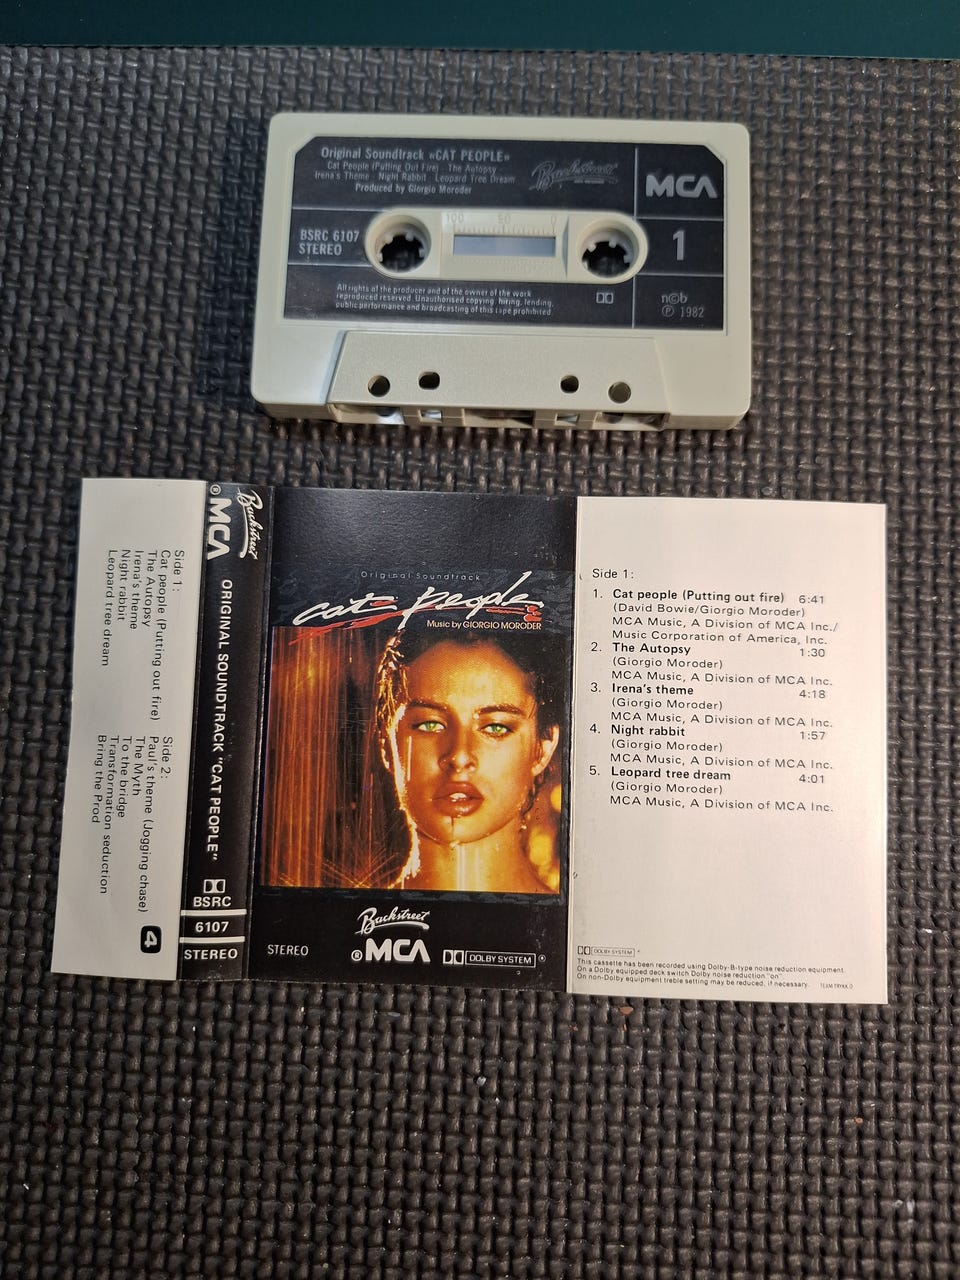 Original Soundtrack «CAT PEOPLE»
Cat People (Putting Out Fire) · The Autopsy ·
Irena's Theme · Night Rabbit · Leopard Tree Dream
Produced by Giorgio Moroder
Backstreet
MCA
BSRC 6107
STEREO
100 50 0
1
All rights of the producer and of the owner of the work
reproduced reserved. Unauthorised copying, hiring, lending,
public performance and broadcasting of this tape prohibited.
n©b
Ⓟ 1982
Side 1:
Cat people (Putting out fire)
The Autopsy
Irena's theme
Night rabbit
Leopard tree dream
Side 2:
Paul's theme (Jogging chase)
The Myth
To the bridge
Transformation seduction
Bring the Prod
4
Backstreet
®MCA
ORIGINAL SOUNDTRACK "CAT PEOPLE"
BSRC
6107
STEREO
Original Soundtrack
cat people
Music by GIORGIO MORODER
Backstreet
STEREO
®MCA
DOLBY SYSTEM ®
Side 1:
1. Cat people (Putting out fire) 6:41
(David Bowie/Giorgio Moroder)
MCA Music, A Division of MCA Inc./
Music Corporation of America, Inc.
2. The Autopsy 1:30
(Giorgio Moroder)
MCA Music, A Division of MCA Inc.
3. Irena's theme 4:18
(Giorgio Moroder)
MCA Music, A Division of MCA Inc.
4. Night rabbit 1:57
(Giorgio Moroder)
MCA Music, A Division of MCA Inc.
5. Leopard tree dream 4:01
(Giorgio Moroder)
MCA Music, A Division of MCA Inc.
DOLBY SYSTEM ®
This cassette has been recorded using Dolby-B-type noise reduction equipment.
On a Dolby equipped deck switch Dolby noise reduction "on"
On non-Dolby equipment treble setting may be reduced, if necessary.